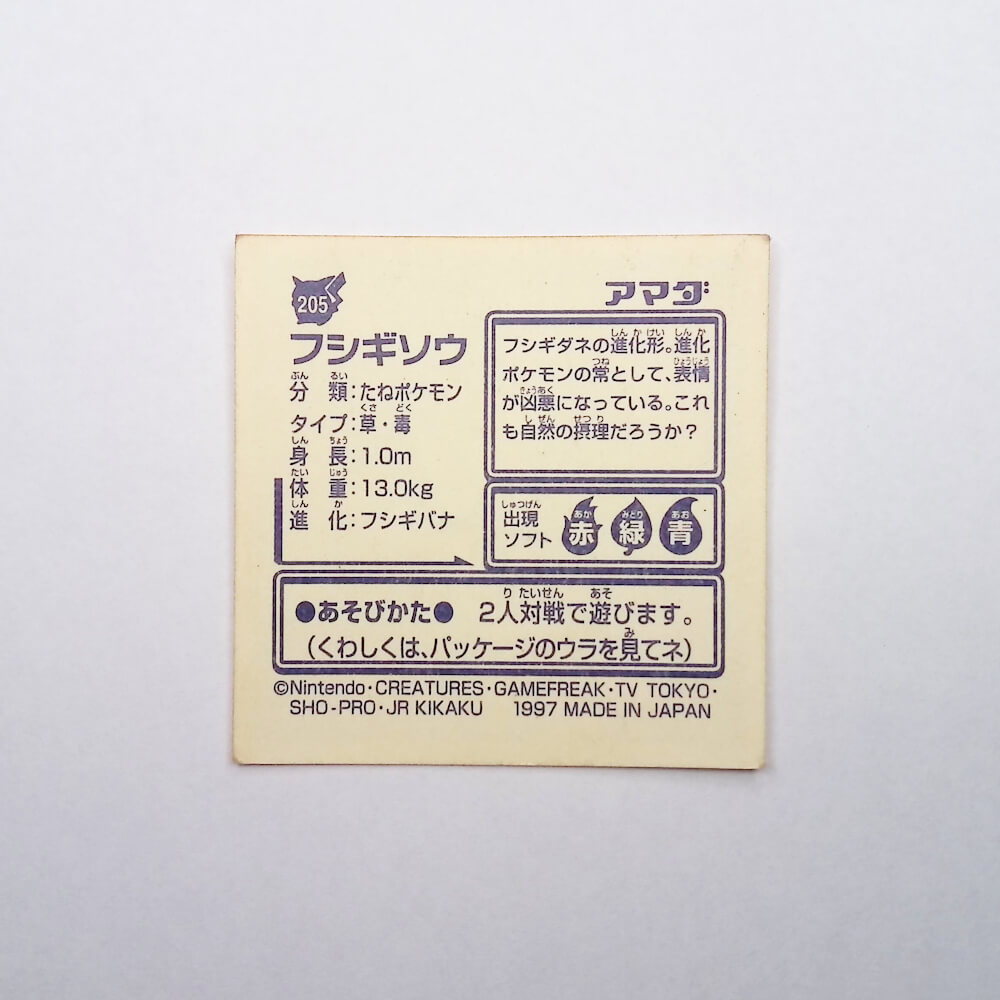 205
フシギソウ
分類:たねポケモン
タイプ:草・毒
身長:1.0m
体重:13.0kg
進化:フシギバナ
アマダ
フシギダネの進化形。進化
ポケモンの常として、表情
が凶悪になっている。これ
も自然の摂理だろうか?
出現
ソフト
赤 緑 青
●あそびかた● 2人対戦で遊びます。
(くわしくは、パッケージのウラを見てネ)
©Nintendo・CREATURES・GAMEFREAK・TV TOKYO・
SHO-PRO・JR KIKAKU 1997 MADE IN JAPAN